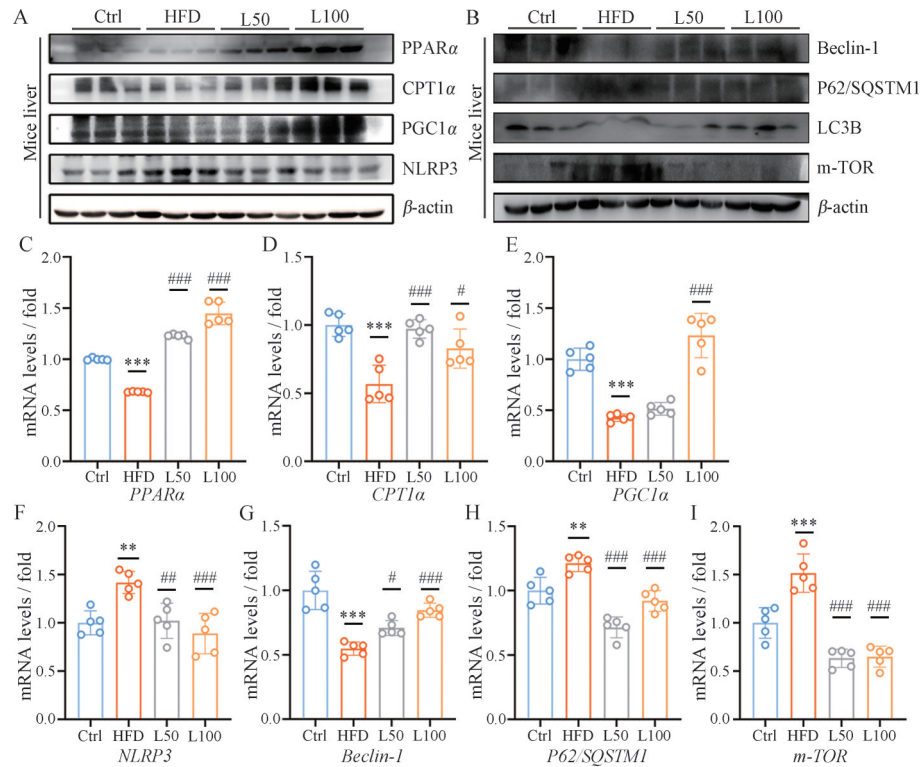 A
Ctrl HFD L50 L100
Mice liver
PPARα
CPT1α
PGC1α
NLRP3
β-actin
B
Ctrl HFD L50 L100
Mice liver
Beclin-1
P62/SQSTM1
LC3B
m-TOR
β-actin
C
mRNA levels / fold
2.0
1.5
1.0
0.5
0.0
***
###
###
Ctrl HFD L50 L100
PPARα
D
mRNA levels / fold
1.5
1.0
0.5
0.0
***
###
#
Ctrl HFD L50 L100
CPT1α
E
mRNA levels / fold
2.0
1.5
1.0
0.5
0.0
***
###
Ctrl HFD L50 L100
PGC1α
F
mRNA levels / fold
2.0
1.5
1.0
0.5
0.0
**
##
###
Ctrl HFD L50 L100
NLRP3
G
mRNA levels / fold
1.5
1.0
0.5
0.0
***
#
###
Ctrl HFD L50 L100
Beclin-1
H
mRNA levels / fold
1.5
1.0
0.5
0.0
**
###
###
Ctrl HFD L50 L100
P62/SQSTM1
I
mRNA levels / fold
2.0
1.5
1.0
0.5
0.0
***
###
###
Ctrl HFD L50 L100
m-TOR